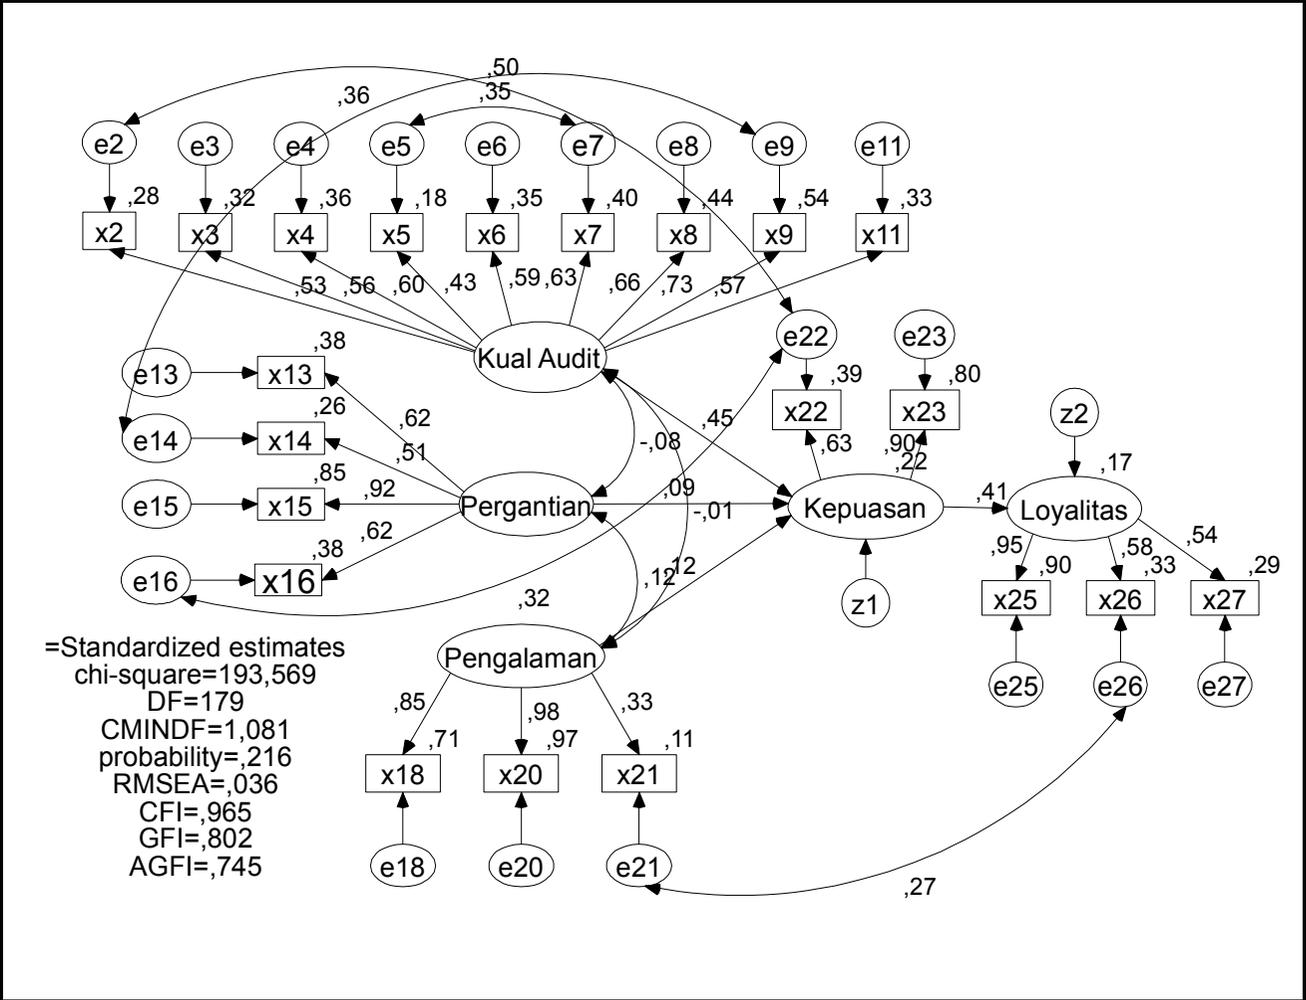 ,50
,36
,35
e2
e3
e4
e5
e6
e7
e8
e9
e11
,28
,32
,36
,18
,35
,40
,44
,54
,33
x2
x3
x4
x5
x6
x7
x8
x9
x11
,53
,56
,60
,43
,59
,63
,66
,73
,57
Kual Audit
e22
e23
,38
e13
x13
,39
,80
x22
x23
z2
,26
,62
,45
,63
,90
e14
x14
,51
-,08
,22
,17
,85
,92
,09
,41
e15
x15
Pergantian
-,01
Kepuasan
Loyalitas
,38
,62
,95
,58
,54
e16
x16
,12
,12
,90
,33
,29
,32
z1
x25
x26
x27
=Standardized estimates
chi-square=193,569
DF=179
CMINDF=1,081
probability=,216
RMSEA=,036
CFI=,965
GFI=,802
AGFI=,745
Pengalaman
e25
e26
e27
,85
,98
,33
,71
,97
,11
x18
x20
x21
e18
e20
e21
,27